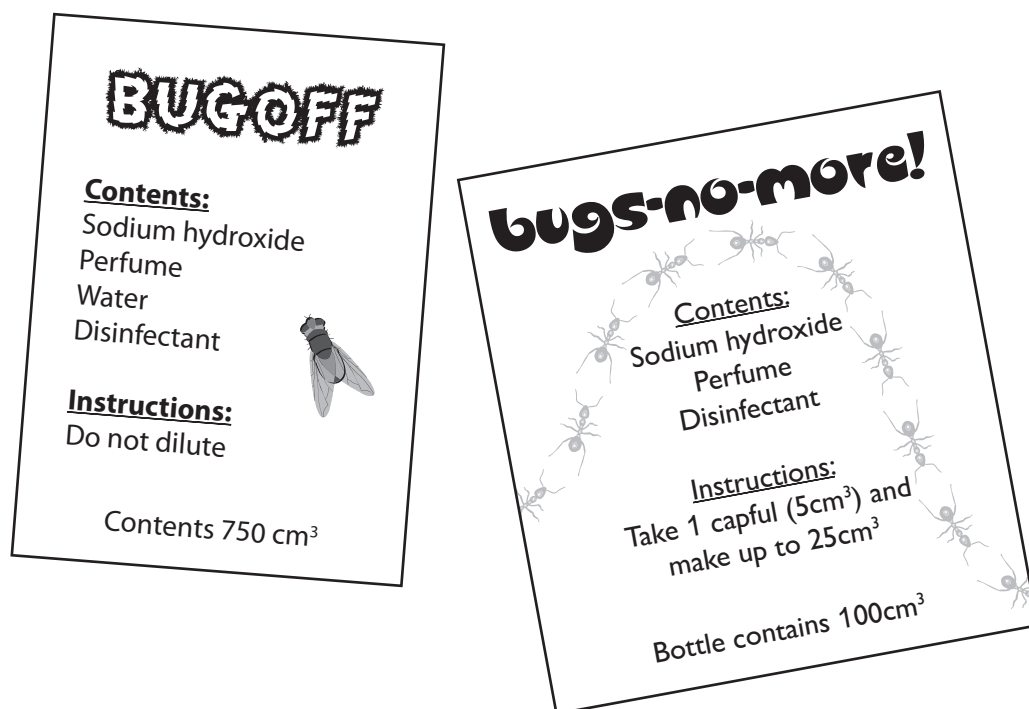 BUGOFF
Contents:
Sodium hydroxide
Perfume
Water
Disinfectant
Instructions:
Do not dilute
Contents 750 cm³
bugs-no-more!
Contents:
Sodium hydroxide
Perfume
Disinfectant
Instructions:
Take 1 capful (5cm³) and
make up to 25cm³
Bottle contains 100cm³